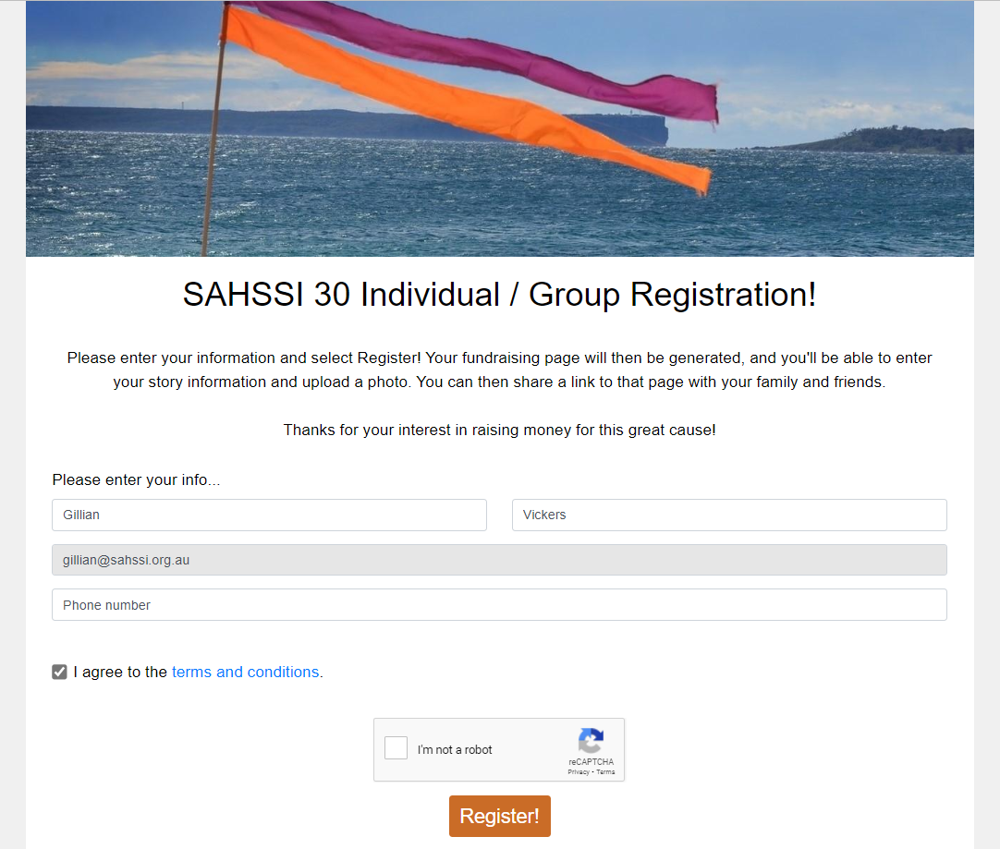 SAHSSI 30 Individual / Group Registration!
Please enter your information and select Register! Your fundraising page will then be generated, and you'll be able to enter
your story information and upload a photo. You can then share a link to that page with your family and friends.
Thanks for your interest in raising money for this great cause!
Please enter your info...
Gillian
Vickers
gillian@sahssi.org.au
Phone number
I agree to the terms and conditions.
I'm not a robot
reCAPTCHA
Privacy - Terms
Register!